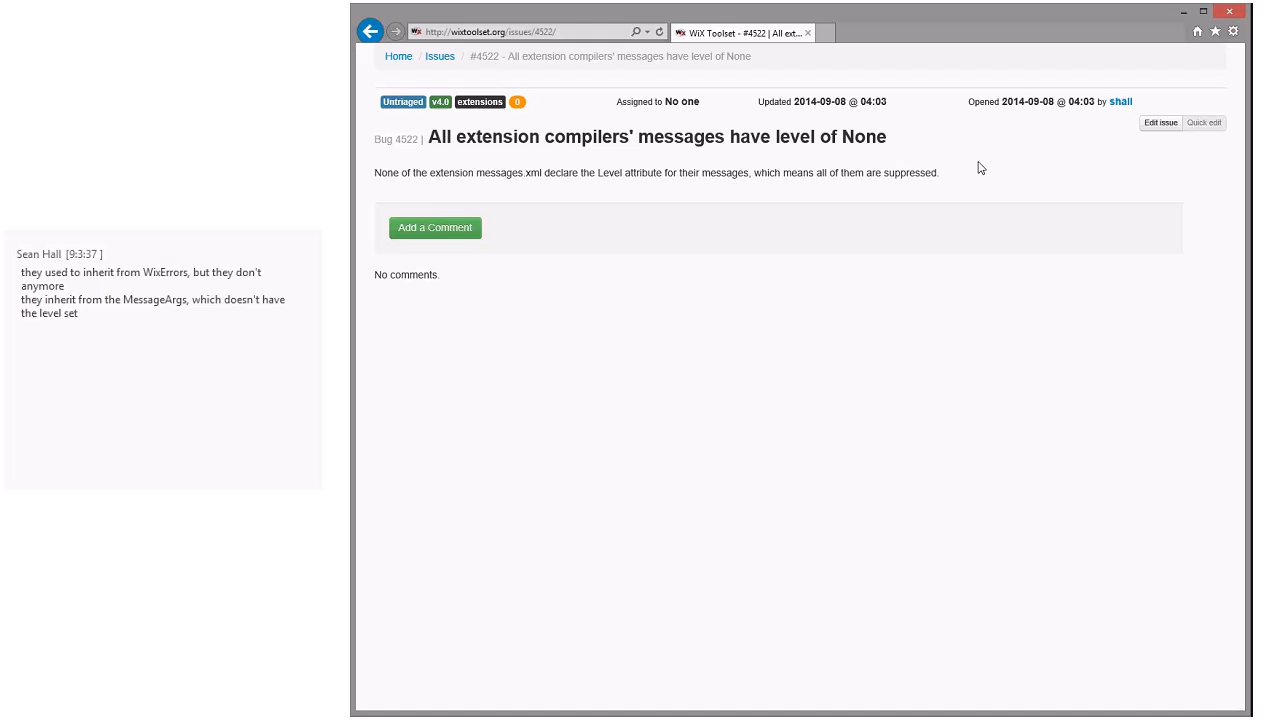 http://wixtoolset.org/issues/4522/
WiX Toolset - #4522 | All ext...
Home / Issues / #4522 - All extension compilers' messages have level of None
Untriaged v4.0 extensions 0 Assigned to No one Updated 2014-09-08 @ 04:03 Opened 2014-09-08 @ 04:03 by shall
Edit issue Quick edit
Bug 4522 | All extension compilers' messages have level of None
None of the extension messages.xml declare the Level attribute for their messages, which means all of them are suppressed.
Add a Comment
No comments.
Sean Hall [9:3:37 ]
they used to inherit from WixErrors, but they don't
anymore
they inherit from the MessageArgs, which doesn't have
the level set